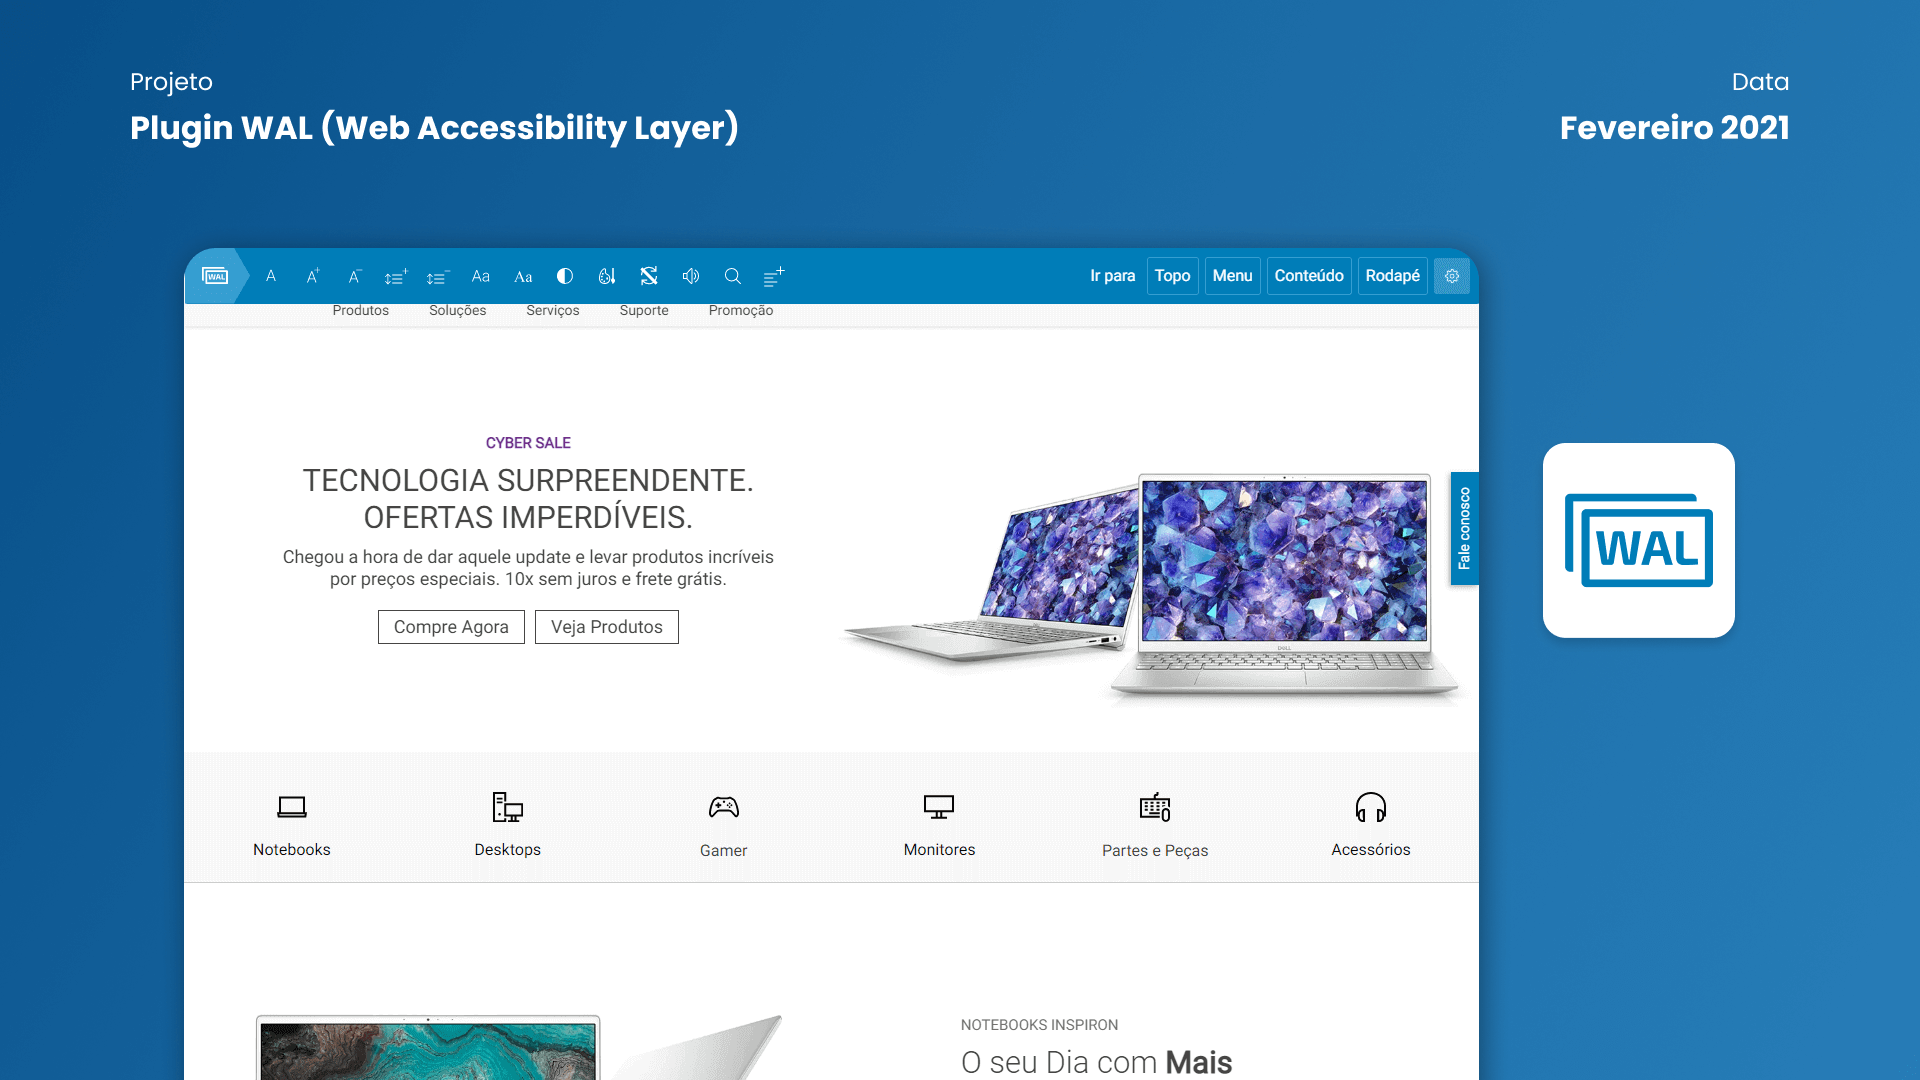 Projeto
Plugin WAL (Web Accessibility Layer)
Data
Fevereiro 2021
WAL A A+ A- + - Aa Aa +
Ir para Topo Menu Conteúdo Rodapé
Produtos Soluções Serviços Suporte Promoção
CYBER SALE
TECNOLOGIA SURPREENDENTE.
OFERTAS IMPERDÍVEIS.
Chegou a hora de dar aquele update e levar produtos incríveis
por preços especiais. 10x sem juros e frete grátis.
Compre Agora Veja Produtos
DELL
Fale conosco
WAL
Notebooks Desktops Gamer Monitores Partes e Peças Acessórios
NOTEBOOKS INSPIRON
O seu Dia com Mais